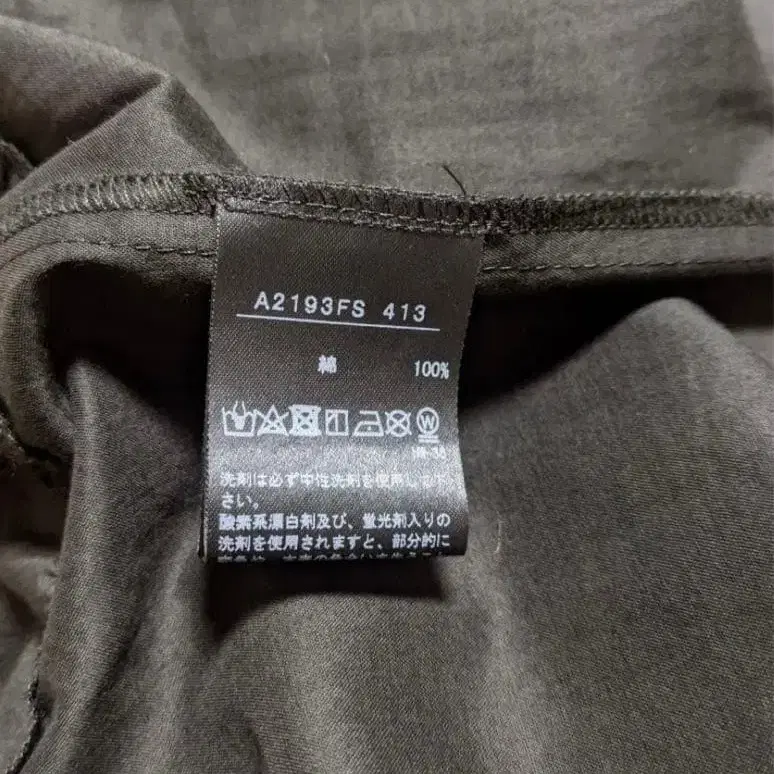 A2193FS 413
綿 100%
W
洗剤は必ず中性洗剤を使用して下
さい。
酸素系漂白剤及び、蛍光剤入りの
洗剤を使用されますと、部分的に